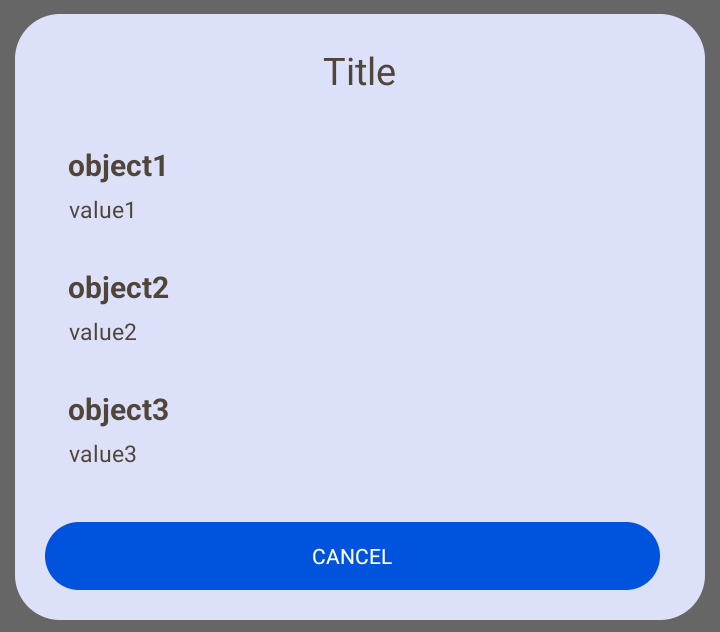 Title
object1
value1
object2
value2
object3
value3
CANCEL